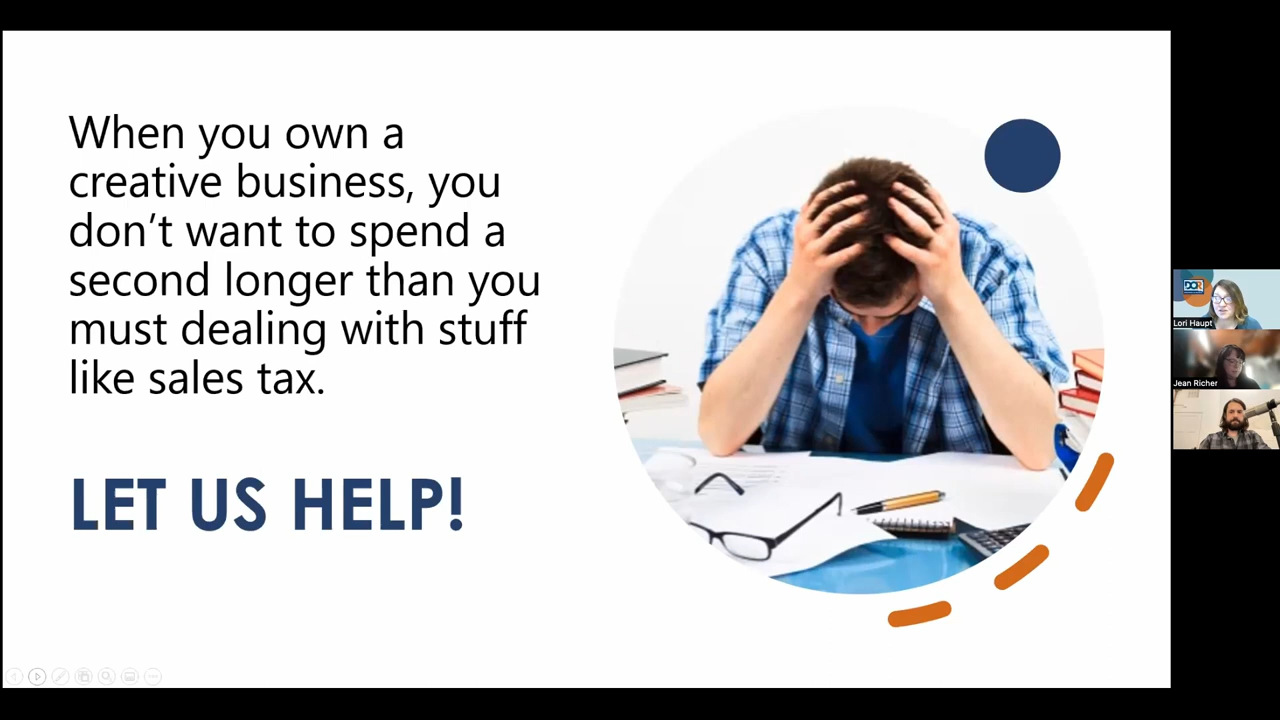 When you own a
creative business, you
don't want to spend a
second longer than you
must dealing with stuff
like sales tax.
LET US HELP!
DOR
Lori Haupt
Jean Richer